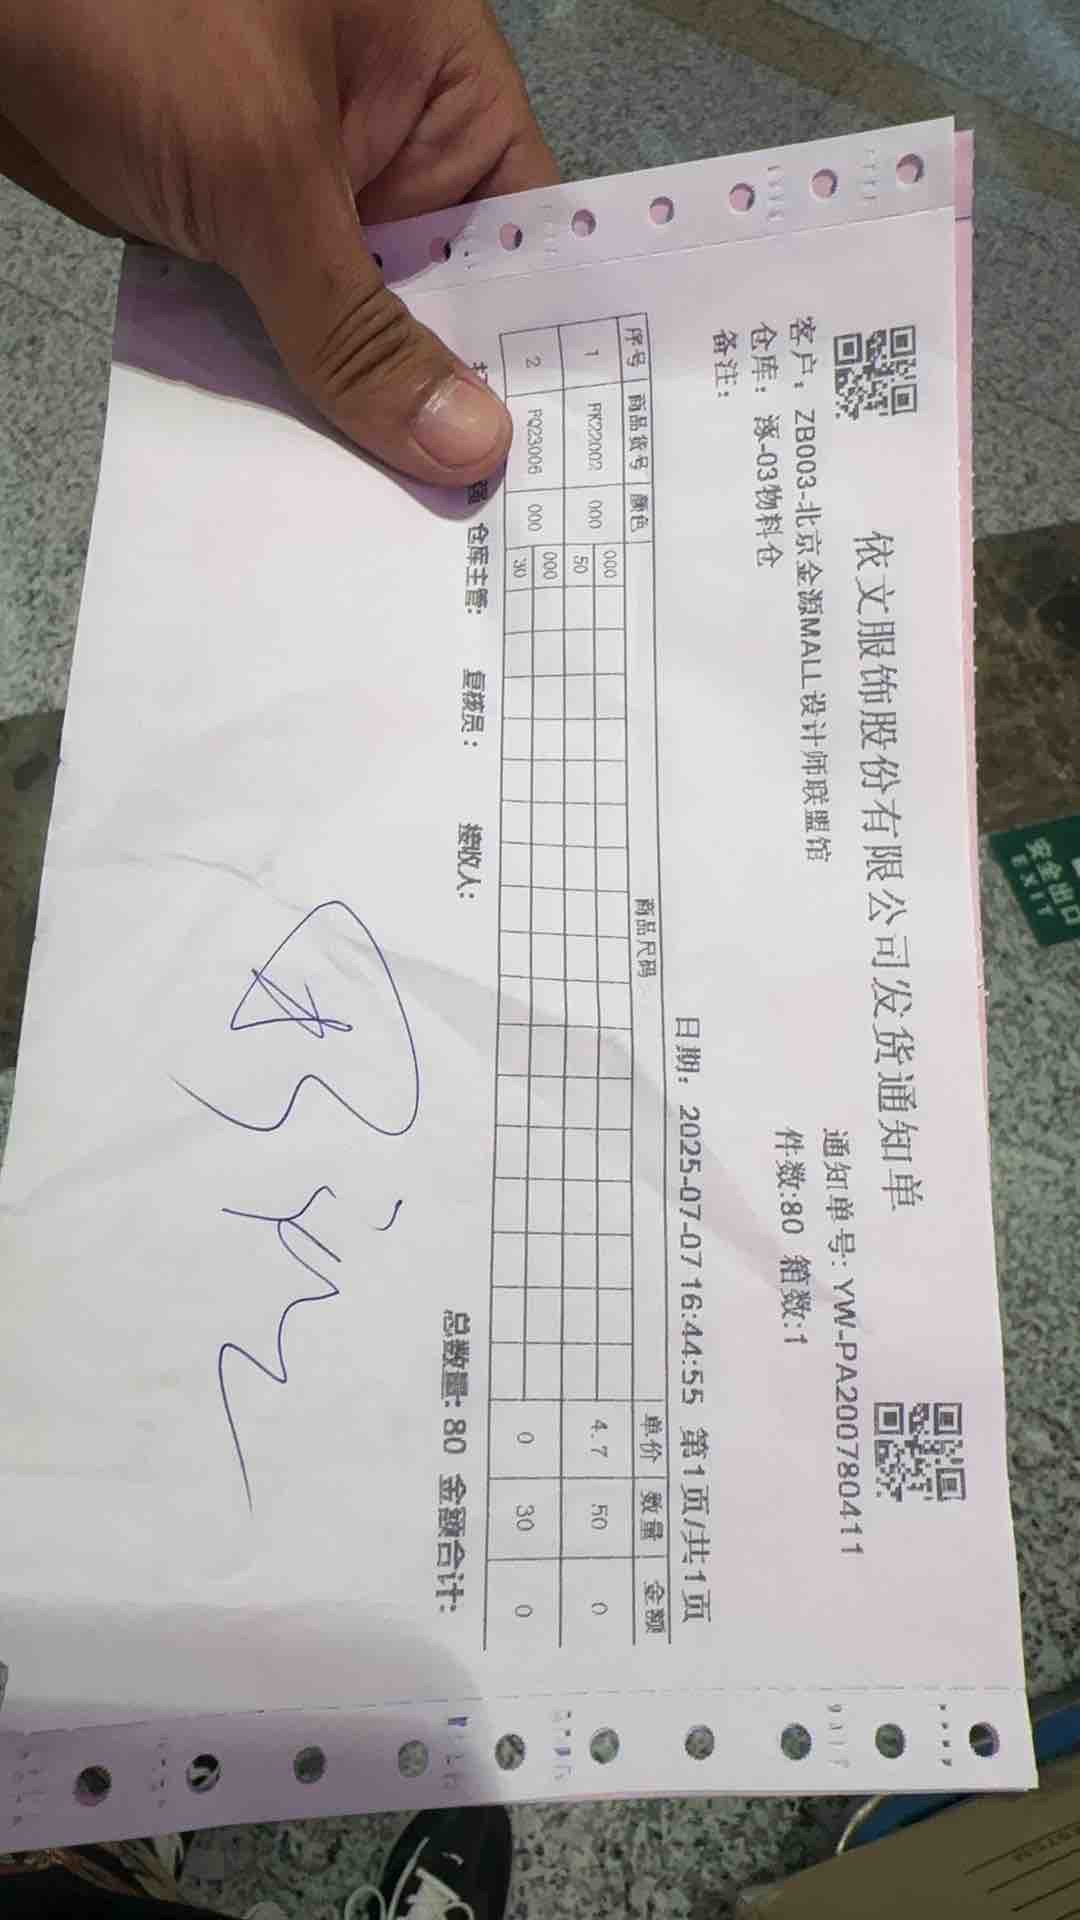 依文服饰股份有限公司发货通知单
客户: ZB003-北京金源MALL设计师联盟馆
通知单号: YW-PA200780411
仓库: 涿-03物料仓
件数:80 箱数:1
备注:
日期: 2025-07-07 16:44:55 第1页/共1页
序号 商品货号 颜色 商品尺码 单价 数量 金额
000
1 000 50 4.7 50 0
000
2 000 30 0 30 0
总数量: 80 金额合计:
仓库主管: 复核员: 接收人:
安全出口
EXIT